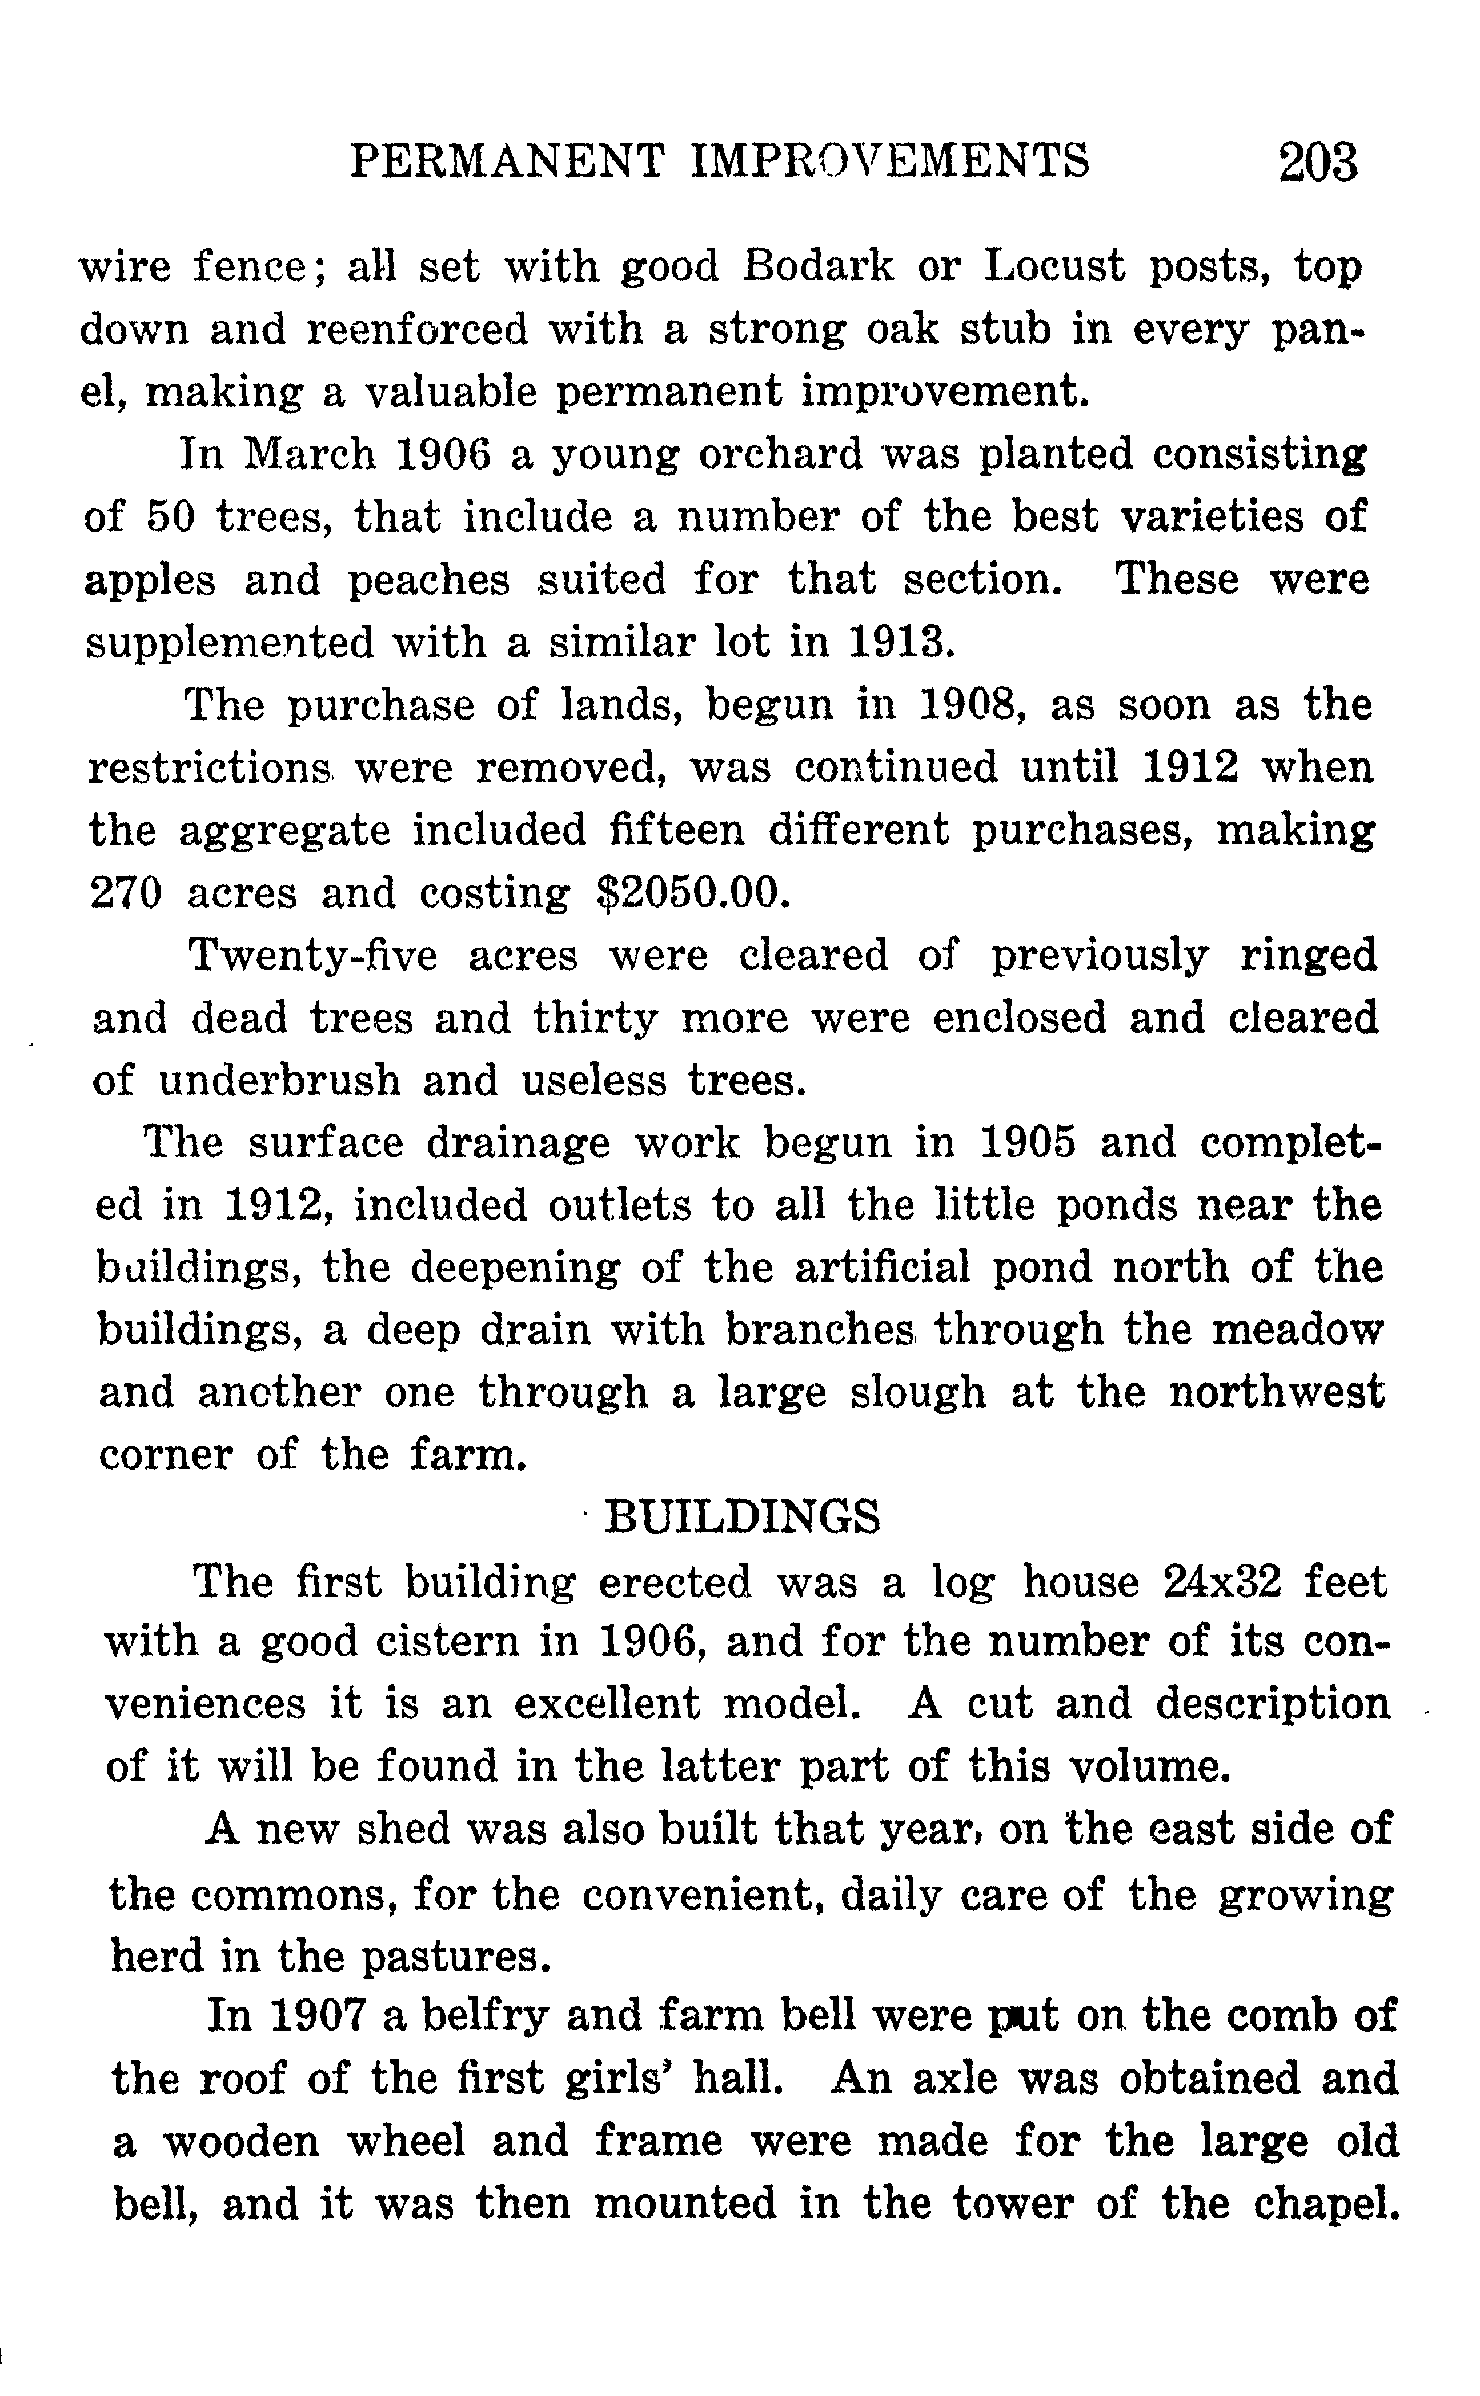 PERMANENT IMPROVEMENTS 203
wire fence; all set with good Bodark or Locust posts, top
down and reenforced with a strong oak stub in every pan-
el, making a valuable permanent improvement.
In March 1906 a young orchard was planted consisting
of 50 trees, that include a number of the best varieties of
apples and peaches suited for that section. These were
supplemented with a similar lot in 1913.
The purchase of lands, begun in 1908, as soon as the
restrictions were removed, was continued until 1912 when
the aggregate included fifteen different purchases, making
270 acres and costing $2050.00.
Twenty-five acres were cleared of previously ringed
and dead trees and thirty more were enclosed and cleared
of underbrush and useless trees.
The surface drainage work begun in 1905 and complet-
ed in 1912, included outlets to all the little ponds near the
buildings, the deepening of the artificial pond north of the
buildings, a deep drain with branches through the meadow
and another one through a large slough at the northwest
corner of the farm.
BUILDINGS
The first building erected was a log house 24x32 feet
with a good cistern in 1906, and for the number of its con-
veniences it is an excellent model. A cut and description
of it will be found in the latter part of this volume.
A new shed was also built that year, on the east side of
the commons, for the convenient, daily care of the growing
herd in the pastures.
In 1907 a belfry and farm bell were put on the comb of
the roof of the first girls' hall. An axle was obtained and
a wooden wheel and frame were made for the large old
bell, and it was then mounted in the tower of the chapel.